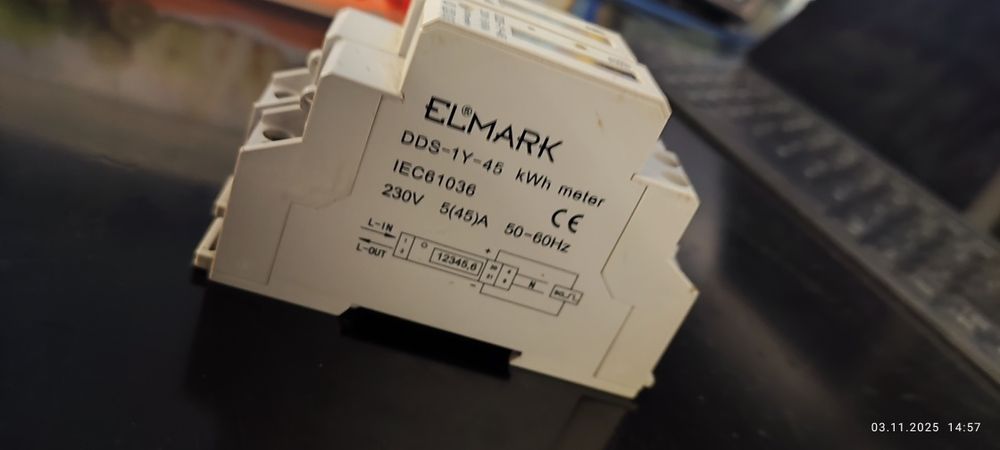 ELMARK®
DDS-1Y-45 kWh meter
IEC61036
230V 5(45)A 50-60Hz
CE
L-IN
L-OUT
12345,6
+
-
N
03.11.2025 14:57